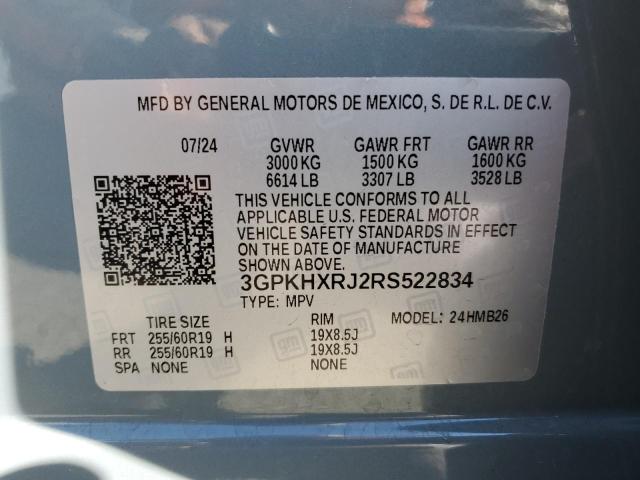 MFD BY GENERAL MOTORS DE MEXICO, S. DE R.L. DE C.V.
07/24 GVWR GAWR FRT GAWR RR
3000 KG 1500 KG 1600 KG
6614 LB 3307 LB 3528 LB
THIS VEHICLE CONFORMS TO ALL
APPLICABLE U.S. FEDERAL MOTOR
VEHICLE SAFETY STANDARDS IN EFFECT
ON THE DATE OF MANUFACTURE
SHOWN ABOVE.
3GPKHXRJ2RS522834
TYPE: MPV
TIRE SIZE RIM MODEL: 24HMB26
FRT 255/60R19 H 19X8.5J
RR 255/60R19 H 19X8.5J
SPA NONE NONE